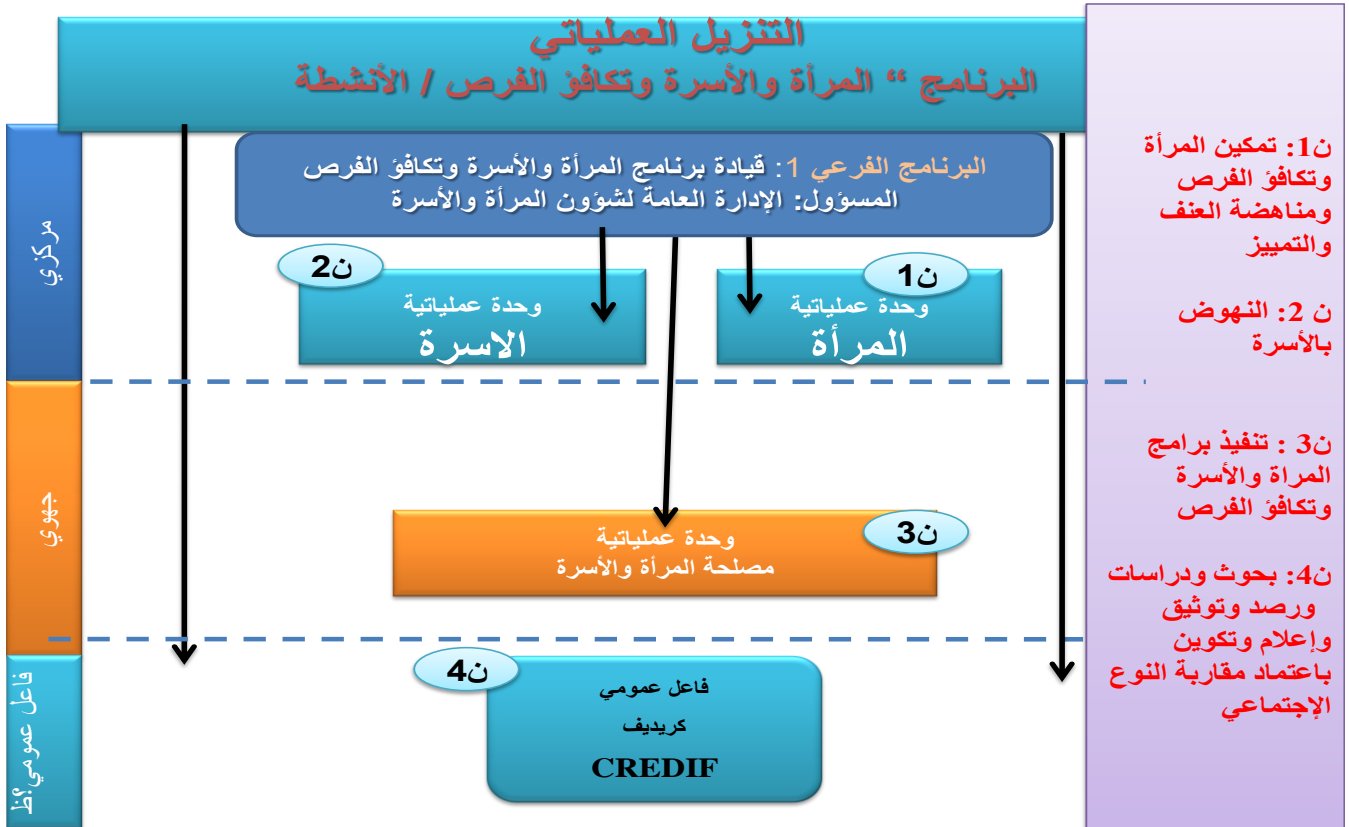 التنزيل العملياتي
البرنامج “ المرأة والأسرة وتكافؤ الفرص / الأنشطة
البرنامج الفرعي 1: قيادة برنامج المرأة والأسرة وتكافؤ الفرص
المسؤول: الإدارة العامة لشؤون المرأة والأسرة
مركزي
ن1
وحدة عملياتية
المرأة
ن2
وحدة عملياتية
الاسرة
جهوي
ن3
وحدة عملياتية
مصلحة المرأة والأسرة
فاعل عمومي؟ظ
ن4
فاعل عمومي
كريديف
CREDIF
ن1: تمكين المرأة
وتكافؤ الفرص
ومناهضة العنف
والتمييز
ن 2: النهوض
بالأسرة
ن3 : تنفيذ برامج
المراة والأسرة
وتكافؤ الفرص
ن4: بحوث ودراسات
ورصد وتوثيق
وإعلام وتكوين
باعتماد مقاربة النوع
الإجتماعي